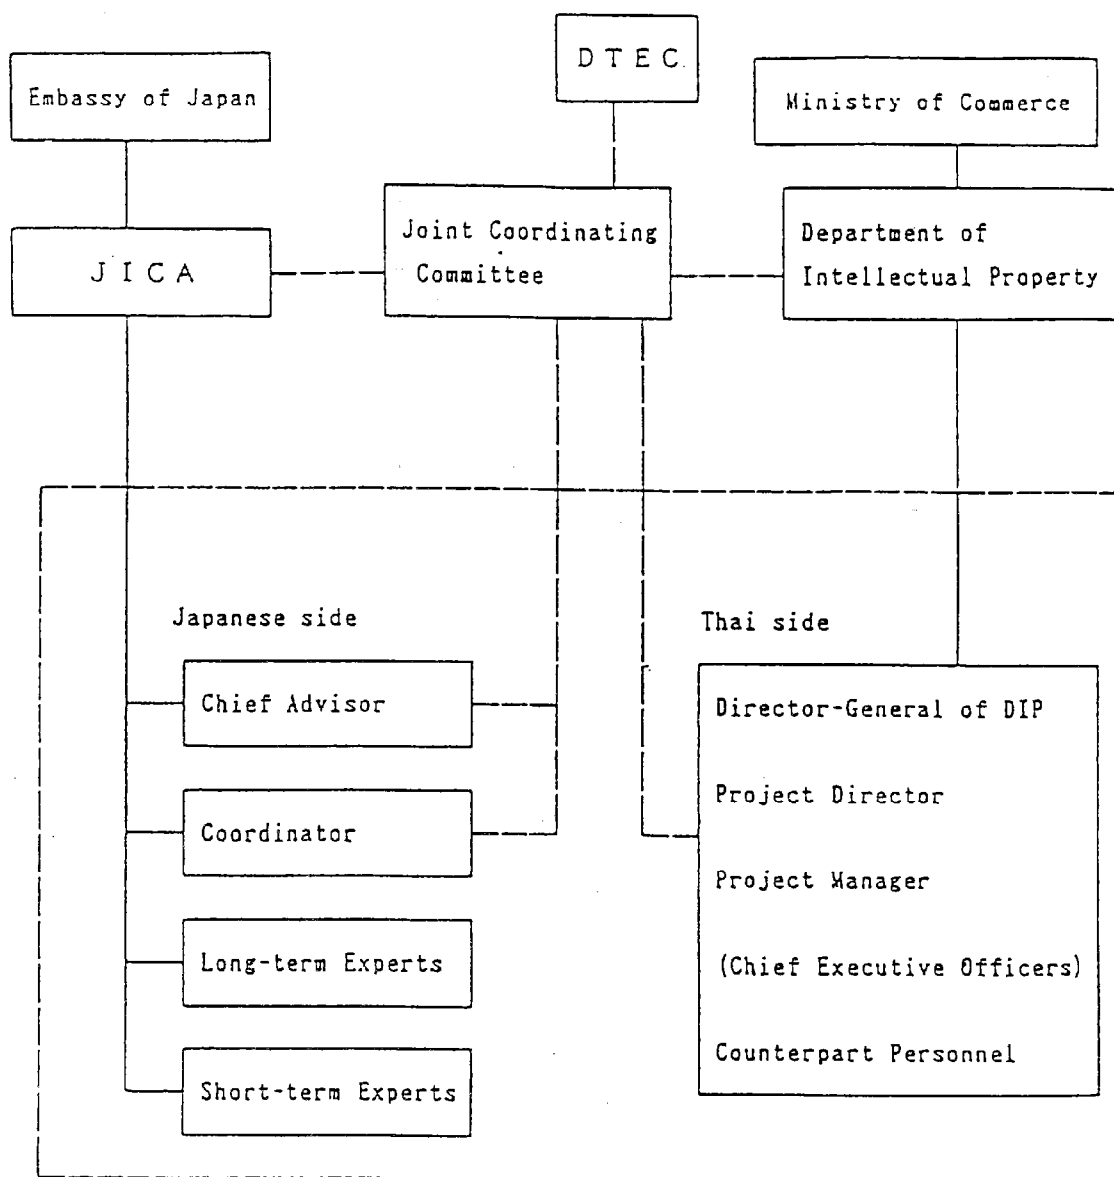 DTEC
Embassy of Japan
Ministry of Commerce
Joint Coordinating
Committee
Department of
Intellectual Property
JICA
Japanese side
Thai side
Chief Advisor
Coordinator
Long-term Experts
Short-term Experts
Director-General of DIP
Project Director
Project Manager
(Chief Executive Officers)
Counterpart Personnel